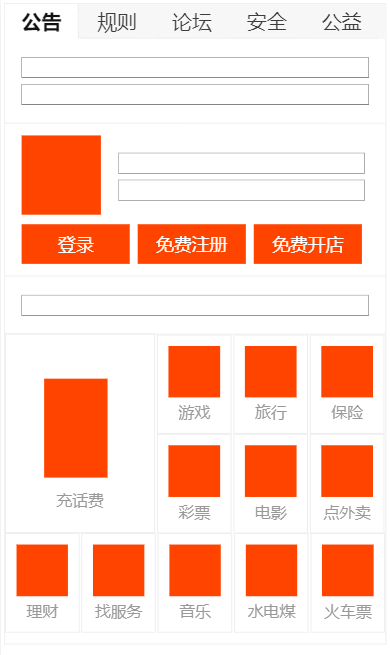 公告 规则 论坛 安全 公益
登录 免费注册 免费开店
游戏 旅行 保险
充话费
彩票 电影 点外卖
理财 找服务 音乐 水电煤 火车票